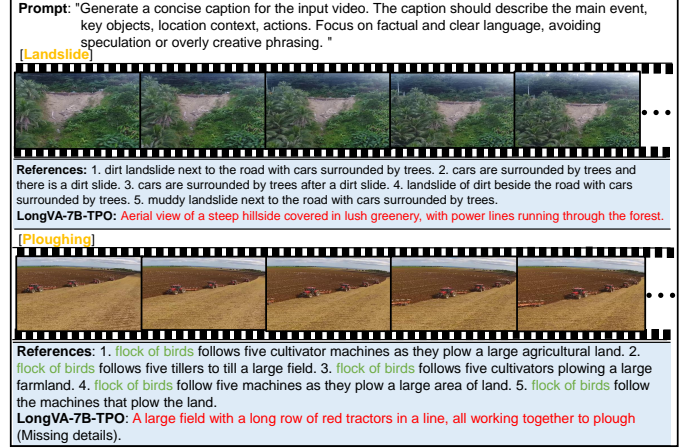 Prompt: "Generate a concise caption for the input video. The caption should describe the main event,
key objects, location context, actions. Focus on factual and clear language, avoiding
speculation or overly creative phrasing. "
[Landslide]
References: 1. dirt landslide next to the road with cars surrounded by trees. 2. cars are surrounded by trees and
there is a dirt slide. 3. cars are surrounded by trees after a dirt slide. 4. landslide of dirt beside the road with cars
surrounded by trees. 5. muddy landslide next to the road with cars surrounded by trees.
LongVA-7B-TPO: Aerial view of a steep hillside covered in lush greenery, with power lines running through the forest.
[Ploughing]
References: 1. flock of birds follows five cultivator machines as they plow a large agricultural land. 2.
flock of birds follows five tillers to till a large field. 3. flock of birds follows five cultivators plowing a large
farmland. 4. flock of birds follow five machines as they plow a large area of land. 5. flock of birds follow
the machines that plow the land.
LongVA-7B-TPO: A large field with a long row of red tractors in a line, all working together to plough
(Missing details).